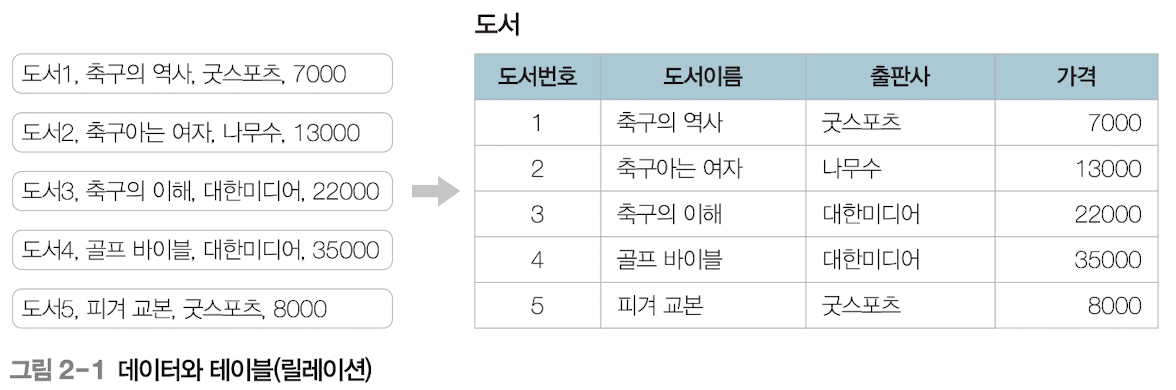 도서1, 축구의 역사, 굿스포츠, 7000
도서2, 축구아는 여자, 나무수, 13000
도서3, 축구의 이해, 대한미디어, 22000
도서4, 골프 바이블, 대한미디어, 35000
도서5, 피겨 교본, 굿스포츠, 8000
도서
도서번호 도서이름 출판사 가격
1 축구의 역사 굿스포츠 7000
2 축구아는 여자 나무수 13000
3 축구의 이해 대한미디어 22000
4 골프 바이블 대한미디어 35000
5 피겨 교본 굿스포츠 8000
그림 2-1 데이터와 테이블(릴레이션)